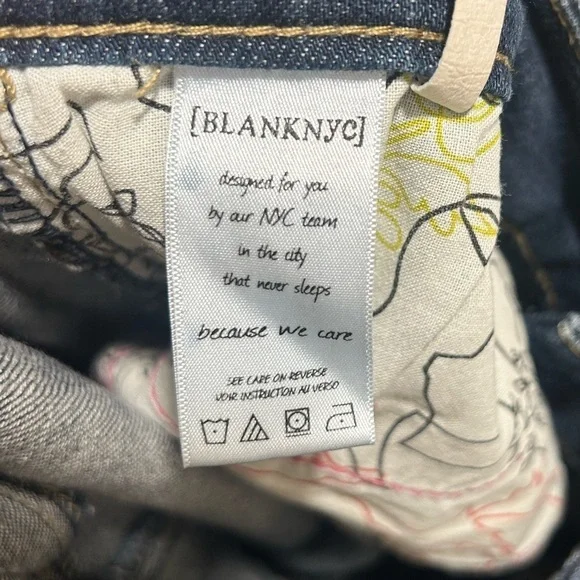 [BLANKNYC]
designed for you
by our NYC team
in the city
that never sleeps
because we care
SEE CARE ON REVERSE
VOIR INSTRUCTION AU VERSO